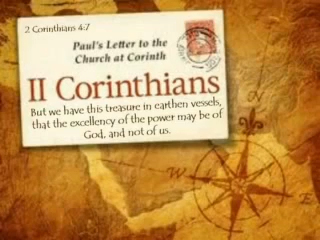 2 Corinthians 4:7
Paul's Letter to the
Church at Corinth
II Corinthians
But we have this treasure in earthen vessels,
that the excellency of the power may be of
God, and not of us.